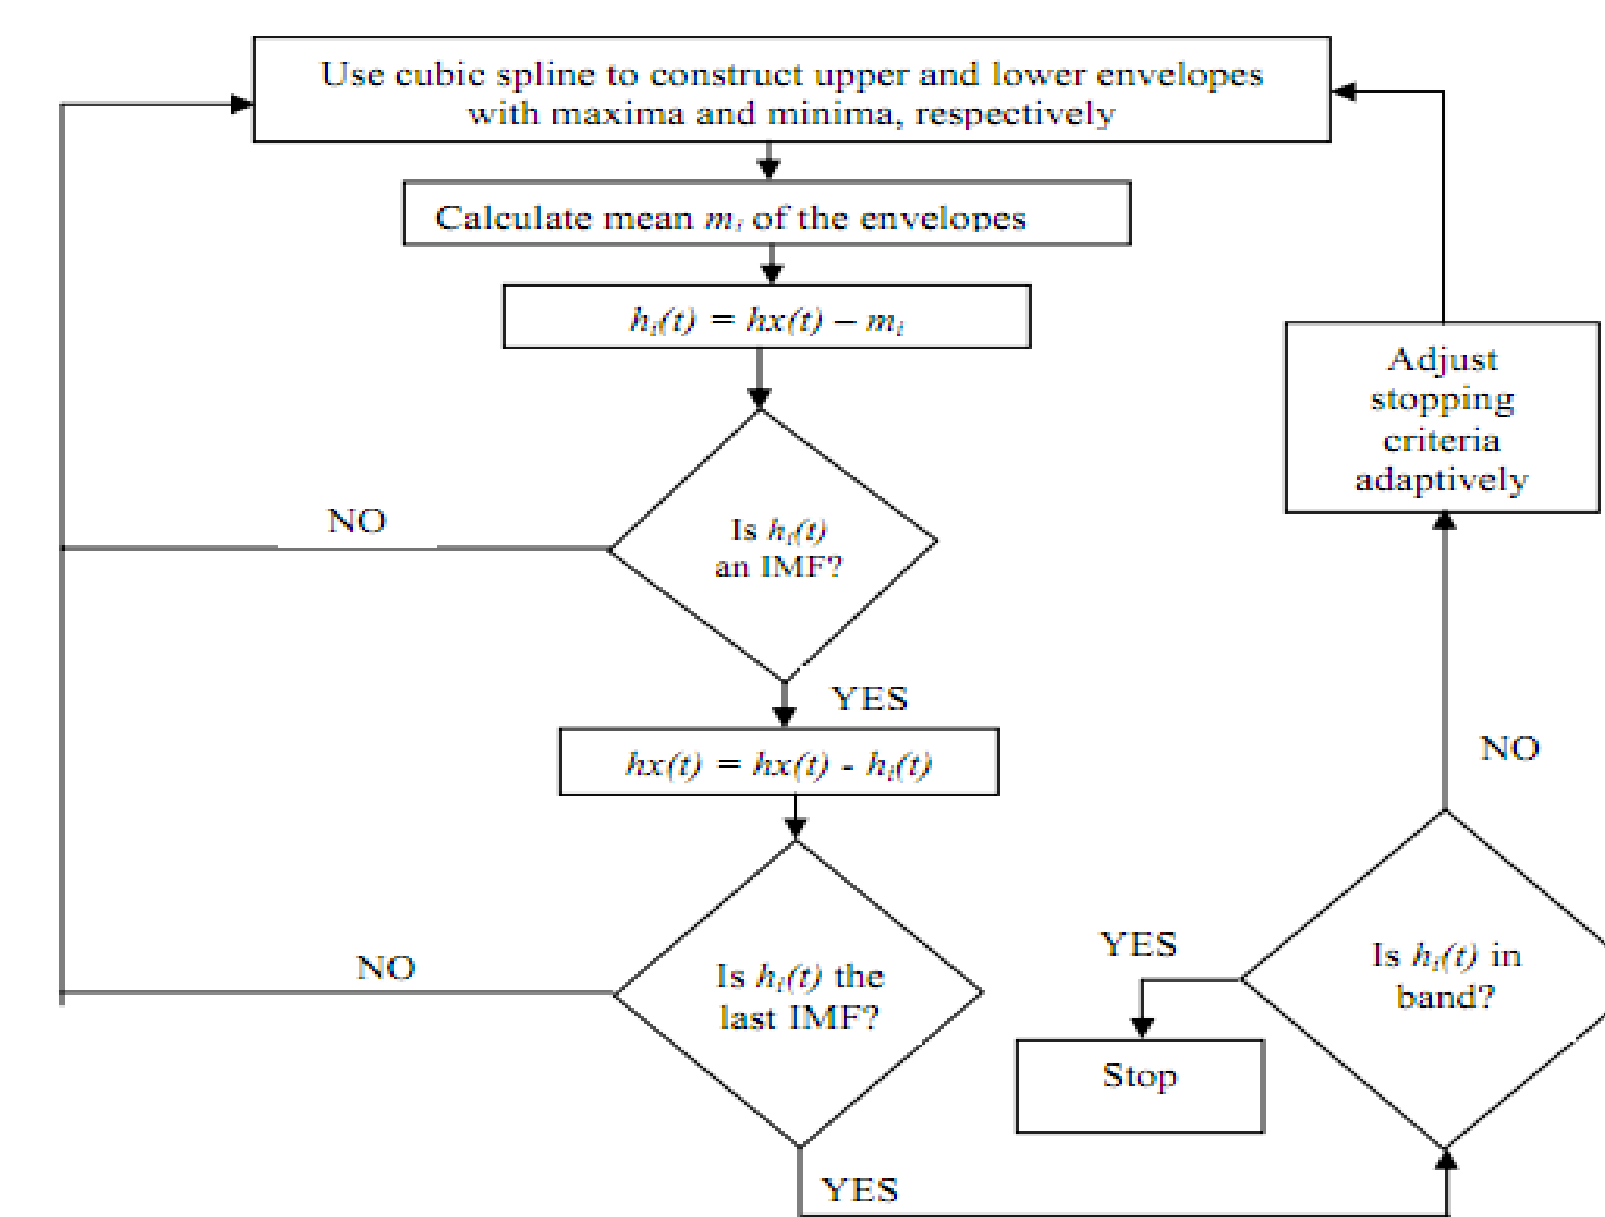 Use cubic spline to construct upper and lower envelopes
with maxima and minima, respectively
Calculate mean mᵢ of the envelopes
hᵢ(t) = hx(t) – mᵢ
Is hᵢ(t)
an IMF?
NO
YES
hx(t) = hx(t) - hᵢ(t)
Is hᵢ(t) the
last IMF?
NO
YES
Is hᵢ(t) in
band?
YES
Stop
NO
Adjust
stopping
criteria
adaptively